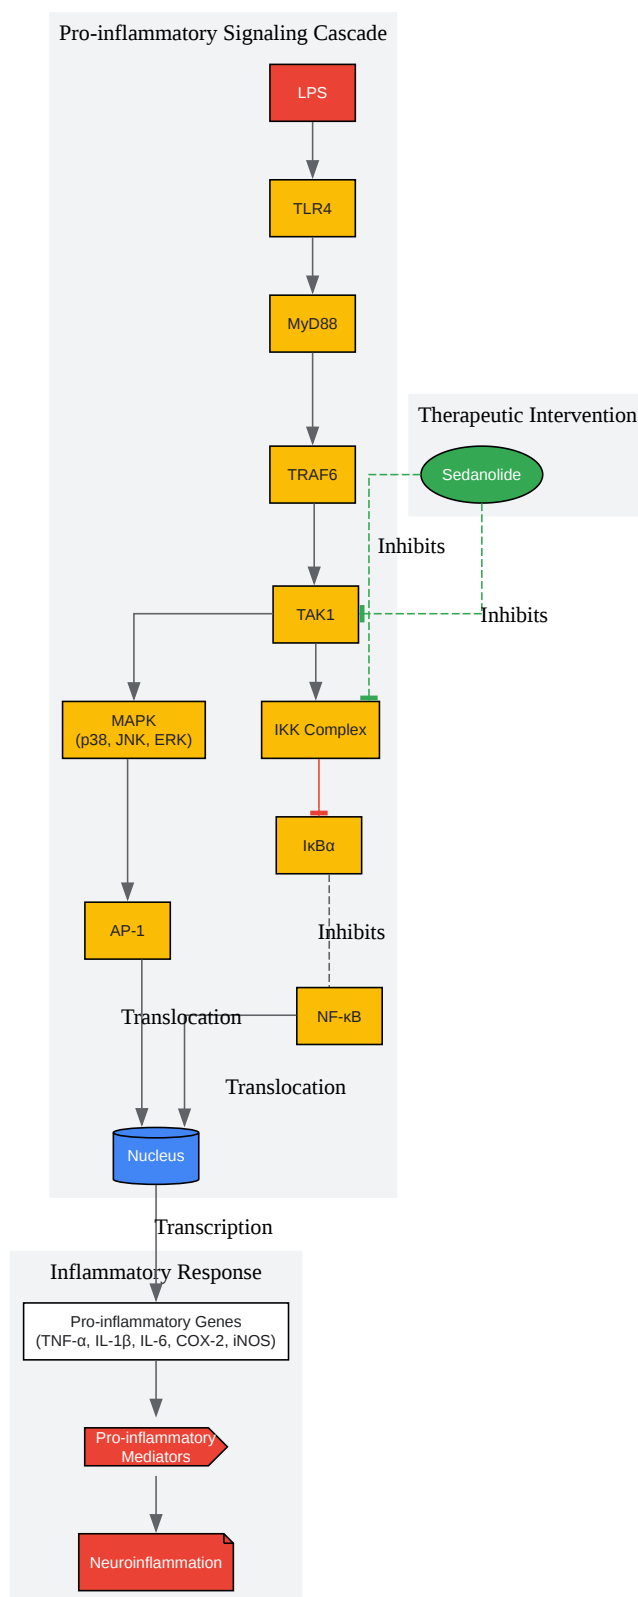 Pro-inflammatory Signaling Cascade
LPS
TLR4
MyD88
Therapeutic Intervention
TRAF6
Sedanolide
Inhibits
TAK1
Inhibits
MAPK
(p38, JNK, ERK)
IKK Complex
IκBα
AP-1
Inhibits
Translocation
NF-κB
Translocation
Nucleus
Transcription
Inflammatory Response
Pro-inflammatory Genes
(TNF-α, IL-1β, IL-6, COX-2, iNOS)
Pro-inflammatory
Mediators
Neuroinflammation